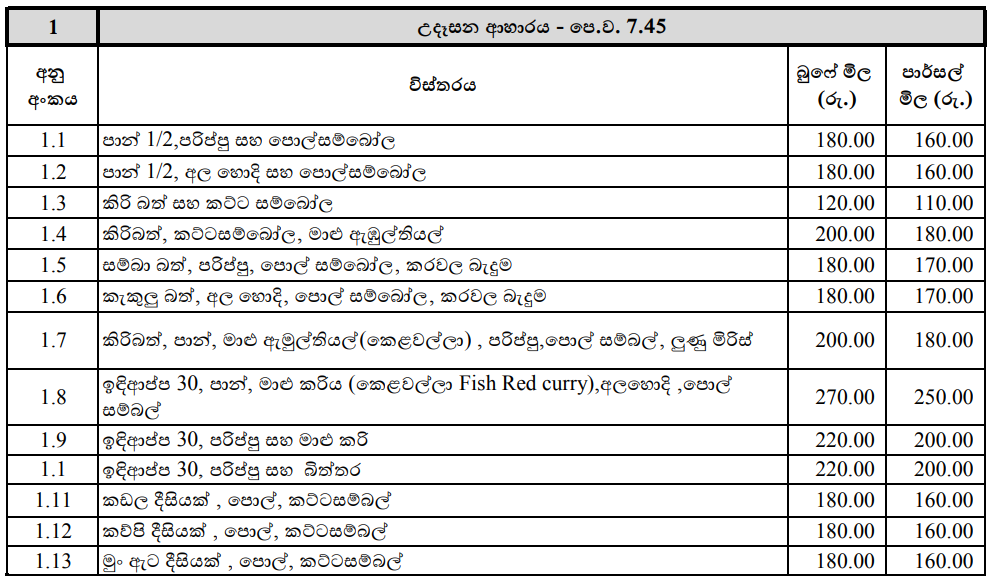 1 උදෑසන ආහාරය - පෙ.ව. 7.45
අනු අංකය විස්තරය බුෆේ මිල (රු.) පාර්සල් මිල (රු.)
1.1 පාන් 1/2,පරිප්පු සහ පොල්සම්බෝල 180.00 160.00
1.2 පාන් 1/2, අල හොදි සහ පොල්සම්බෝල 180.00 160.00
1.3 කිරි බත් සහ කට්ට සම්බෝල 120.00 110.00
1.4 කිරිබත්, කට්ටසම්බෝල, මාළු ඇඹුල්තියල් 200.00 180.00
1.5 සම්බා බත්, පරිප්පු, පොල් සම්බෝල, කරවල බැදුම 180.00 170.00
1.6 කැකුලු බත්, අල හොදි, පොල් සම්බෝල, කරවල බැදුම 180.00 170.00
1.7 කිරිබත්, පාන්, මාළු ඇමුල්තියල්(කෙළවල්ලා) , පරිප්පු,පොල් සම්බල්, ලුණු මිරිස් 200.00 180.00
1.8 ඉඳිආප්ප 30, පාන්, මාළු කරිය (කෙළවල්ලා Fish Red curry),අලහොදි ,පොල්
සම්බල් 270.00 250.00
1.9 ඉඳිආප්ප 30, පරිප්පු සහ මාළු කරි 220.00 200.00
1.1 ඉඳිආප්ප 30, පරිප්පු සහ බිත්තර 220.00 200.00
1.11 කඩල දීසියක් , පොල්, කට්ටසම්බල් 180.00 160.00
1.12 කව්පි දීසියක් , පොල්, කට්ටසම්බල් 180.00 160.00
1.13 මුං ඇට දීසියක් , පොල්, කට්ටසම්බල් 180.00 160.00